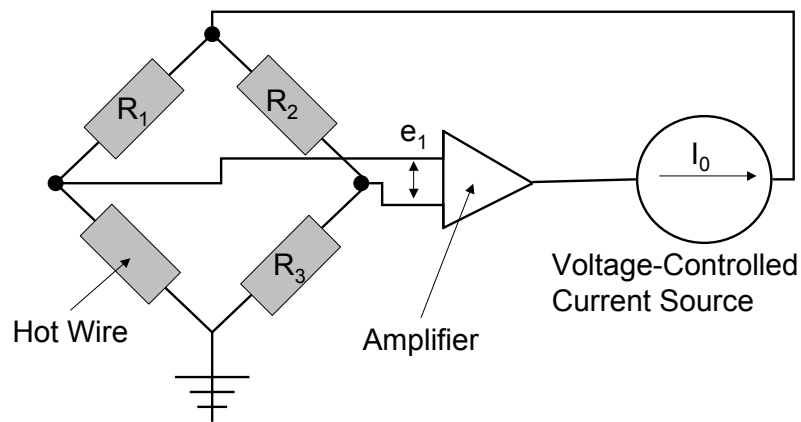 R₁
R₂
e₁
I₀
R₃
Voltage-Controlled
Current Source
Hot Wire
Amplifier